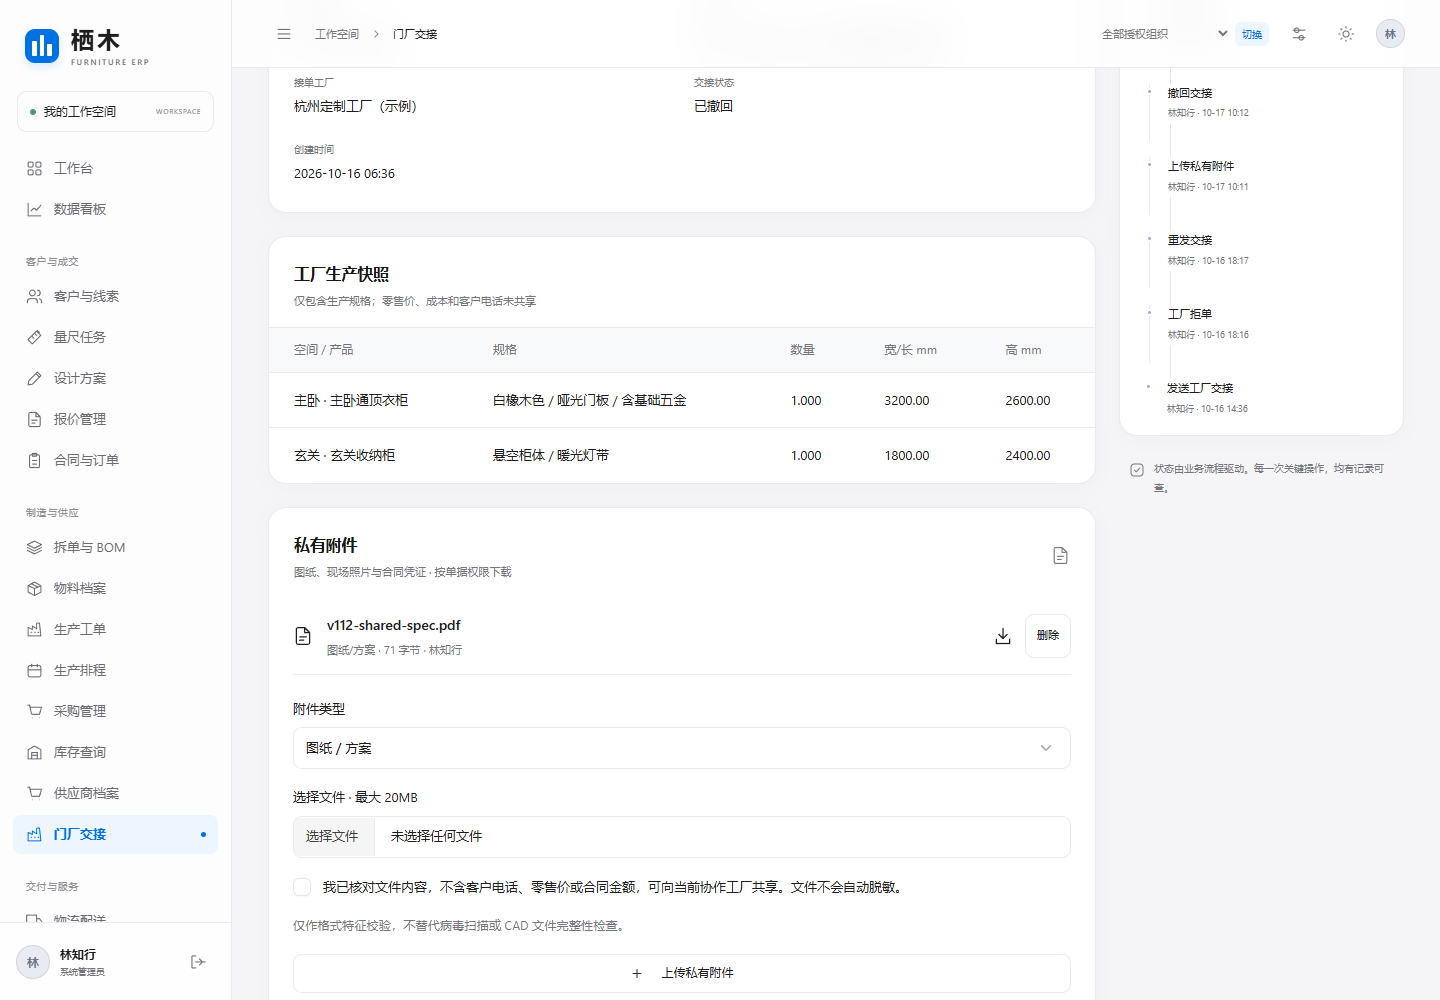 栖木
FURNITURE ERP
我的工作空间
WORKSPACE
工作台
数据看板
客户与成交
客户与线索
量尺任务
设计方案
报价管理
合同与订单
制造与供应
拆单与 BOM
物料档案
生产工单
生产排程
采购管理
库存查询
供应商档案
门厂交接
交付与服务
物流配送
林
林知行
系统管理员
工作空间
门厂交接
全部授权组织
切换
林
接单工厂
杭州定制工厂（示例）
交接状态
已撤回
创建时间
2026-10-16 06:36
工厂生产快照
仅包含生产规格；零售价、成本和客户电话未共享
空间 / 产品 规格 数量 宽/长 mm 高 mm
主卧 · 主卧通顶衣柜 白橡木色 / 哑光门板 / 含基础五金 1.000 3200.00 2600.00
玄关 · 玄关收纳柜 悬空柜体 / 暖光灯带 1.000 1800.00 2400.00
私有附件
图纸、现场照片与合同凭证 · 按单据权限下载
v112-shared-spec.pdf
图纸/方案 · 71 字节 · 林知行
删除
附件类型
图纸 / 方案
选择文件 · 最大 20MB
选择文件 未选择任何文件
我已核对文件内容，不含客户电话、零售价或合同金额，可向当前协作工厂共享。文件不会自动脱敏。
仅作格式特征校验，不替代病毒扫描或 CAD 文件完整性检查。
上传私有附件
撤回交接
林知行 · 10-17 10:12
上传私有附件
林知行 · 10-17 10:11
重发交接
林知行 · 10-16 18:17
工厂拒单
林知行 · 10-16 18:16
发送工厂交接
林知行 · 10-16 14:36
状态由业务流程驱动。每一次关键操作，均有记录可
查。